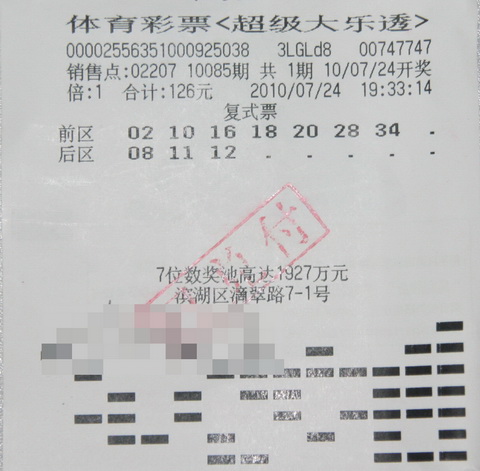 体育彩票<超级大乐透>
00002556351000925038 3LGLd8 00747747
销售点:02207 10085期 共 1期 10/07/24开奖
倍:1 合计:126元 2010/07/24 19:33:14
复式票
前区 02 10 16 18 20 28 34 -
后区 08 11 12 - - - - -
付
7位数奖池高达1927万元
滨湖区滴翠路7-1号